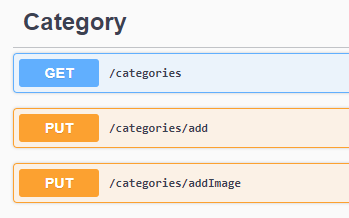 Category
GET /categories
PUT /categories/add
PUT /categories/addImage